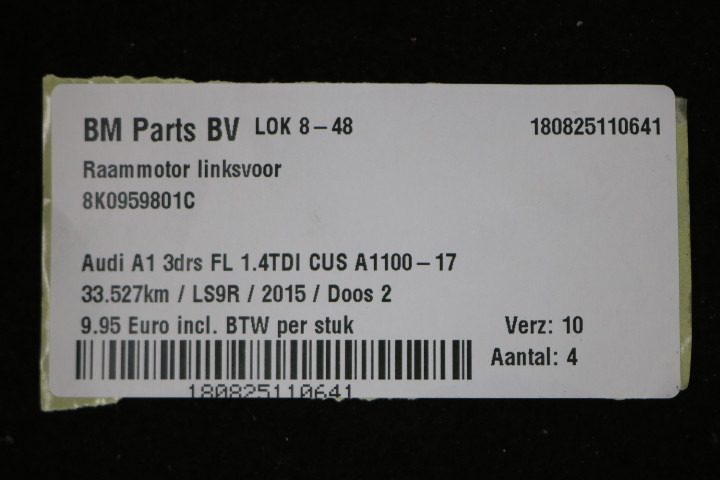 BM Parts BV LOK 8-48 180825110641
Raammotor linksvoor
8K0959801C
Audi A1 3drs FL 1.4TDI CUS A1100-17
33.527km / LS9R / 2015 / Doos 2
9.95 Euro incl. BTW per stuk Verz: 10
Aantal: 4
180825110641